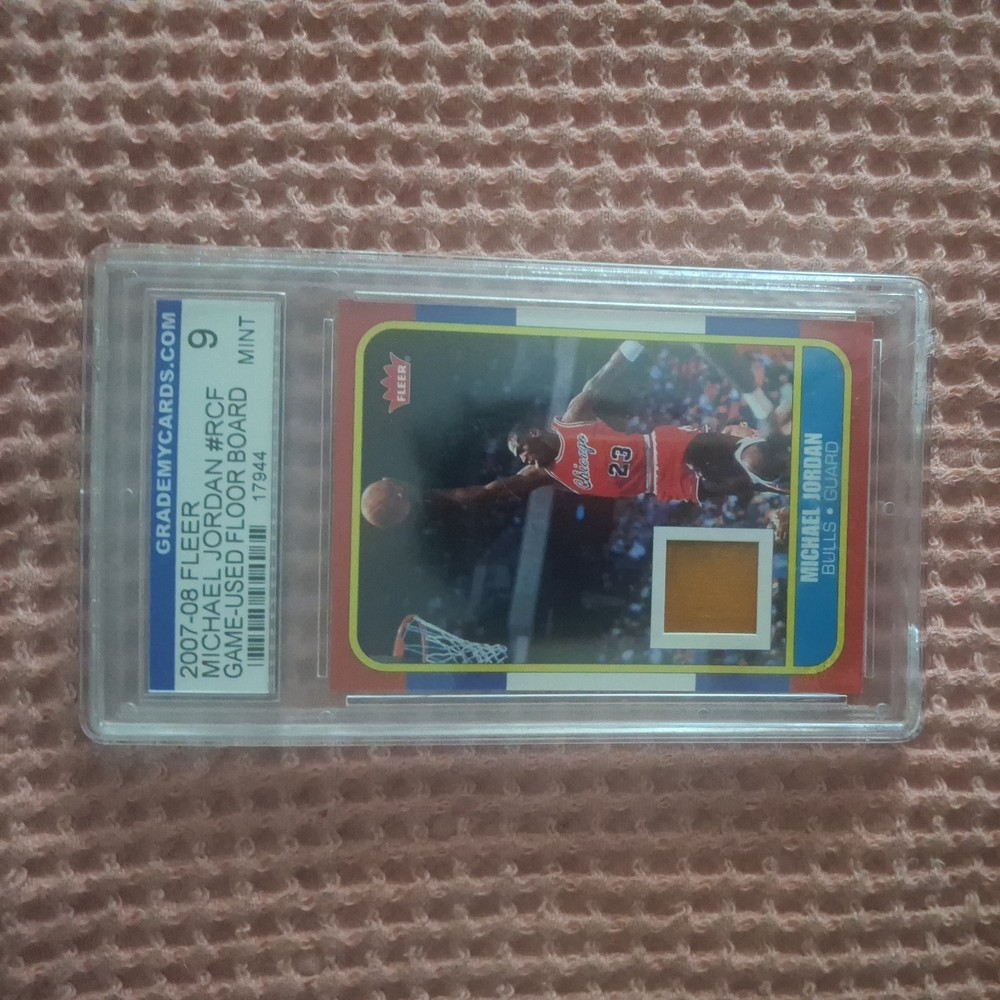 GRADEMYCARDS.COM
2007-08 FLEER
MICHAEL JORDAN #RCF 9
GAME-USED FLOOR BOARD MINT
17944
FLEER
Chicago
23
MICHAEL JORDAN
BULLS • GUARD